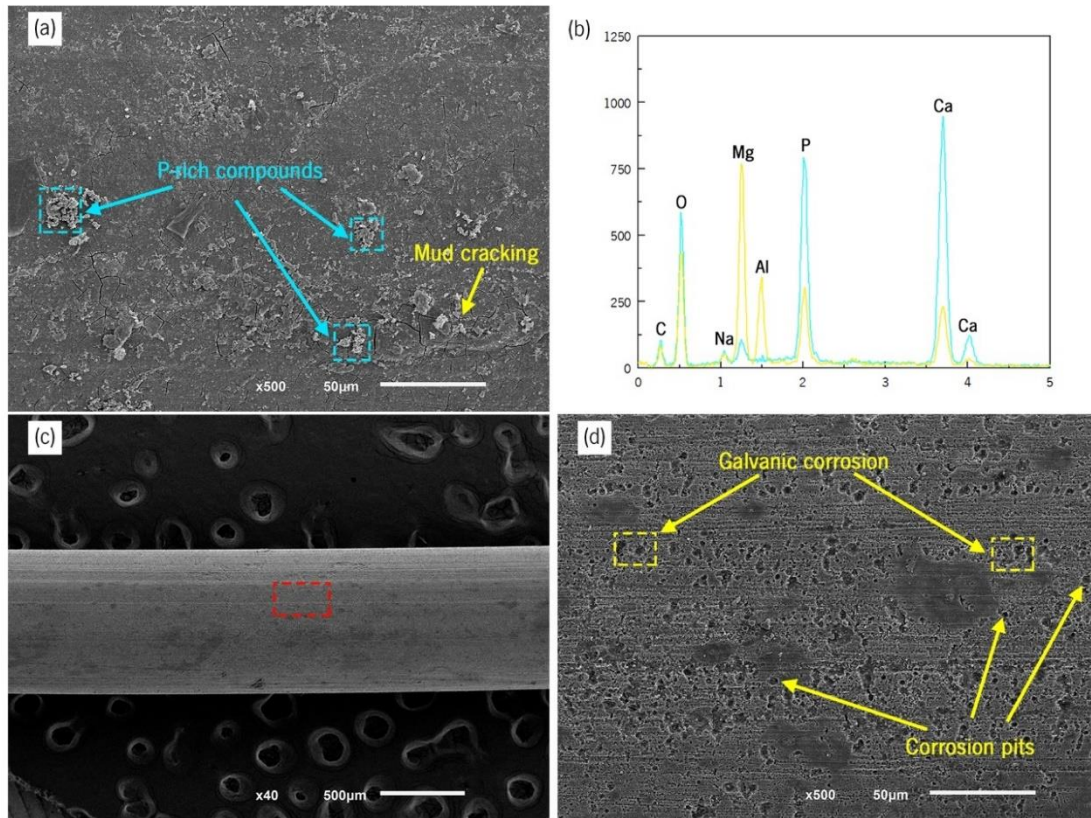 (a)
P-rich compounds
Mud cracking
x500 50µm
(b)
1250
1000
750
500
250
0
C
O
Na
Mg
Al
P
Ca
Ca
0 1 2 3 4 5
(c)
x40 500µm
(d)
Galvanic corrosion
Corrosion pits
x500 50µm